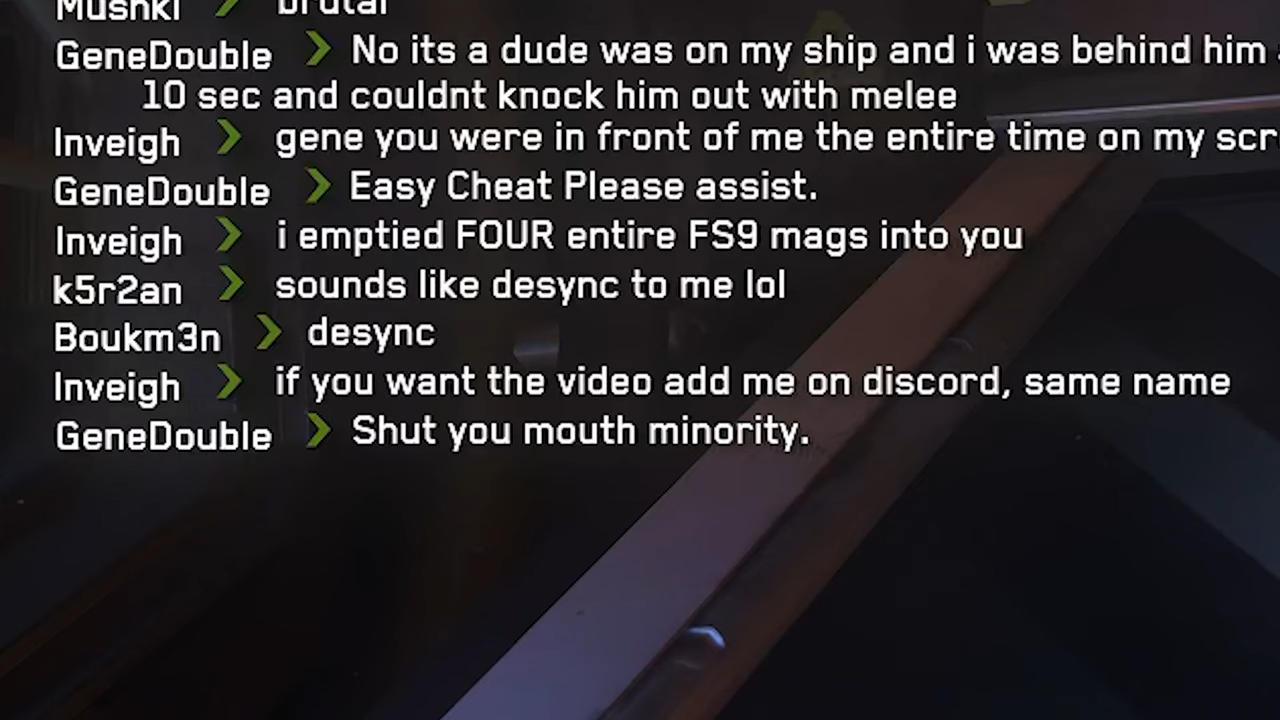 Mushki > brutal
GeneDouble > No its a dude was on my ship and i was behind him
10 sec and couldnt knock him out with melee
Inveigh > gene you were in front of me the entire time on my scr
GeneDouble > Easy Cheat Please assist.
Inveigh > i emptied FOUR entire FS9 mags into you
k5r2an > sounds like desync to me lol
Boukm3n > desync
Inveigh > if you want the video add me on discord, same name
GeneDouble > Shut you mouth minority.